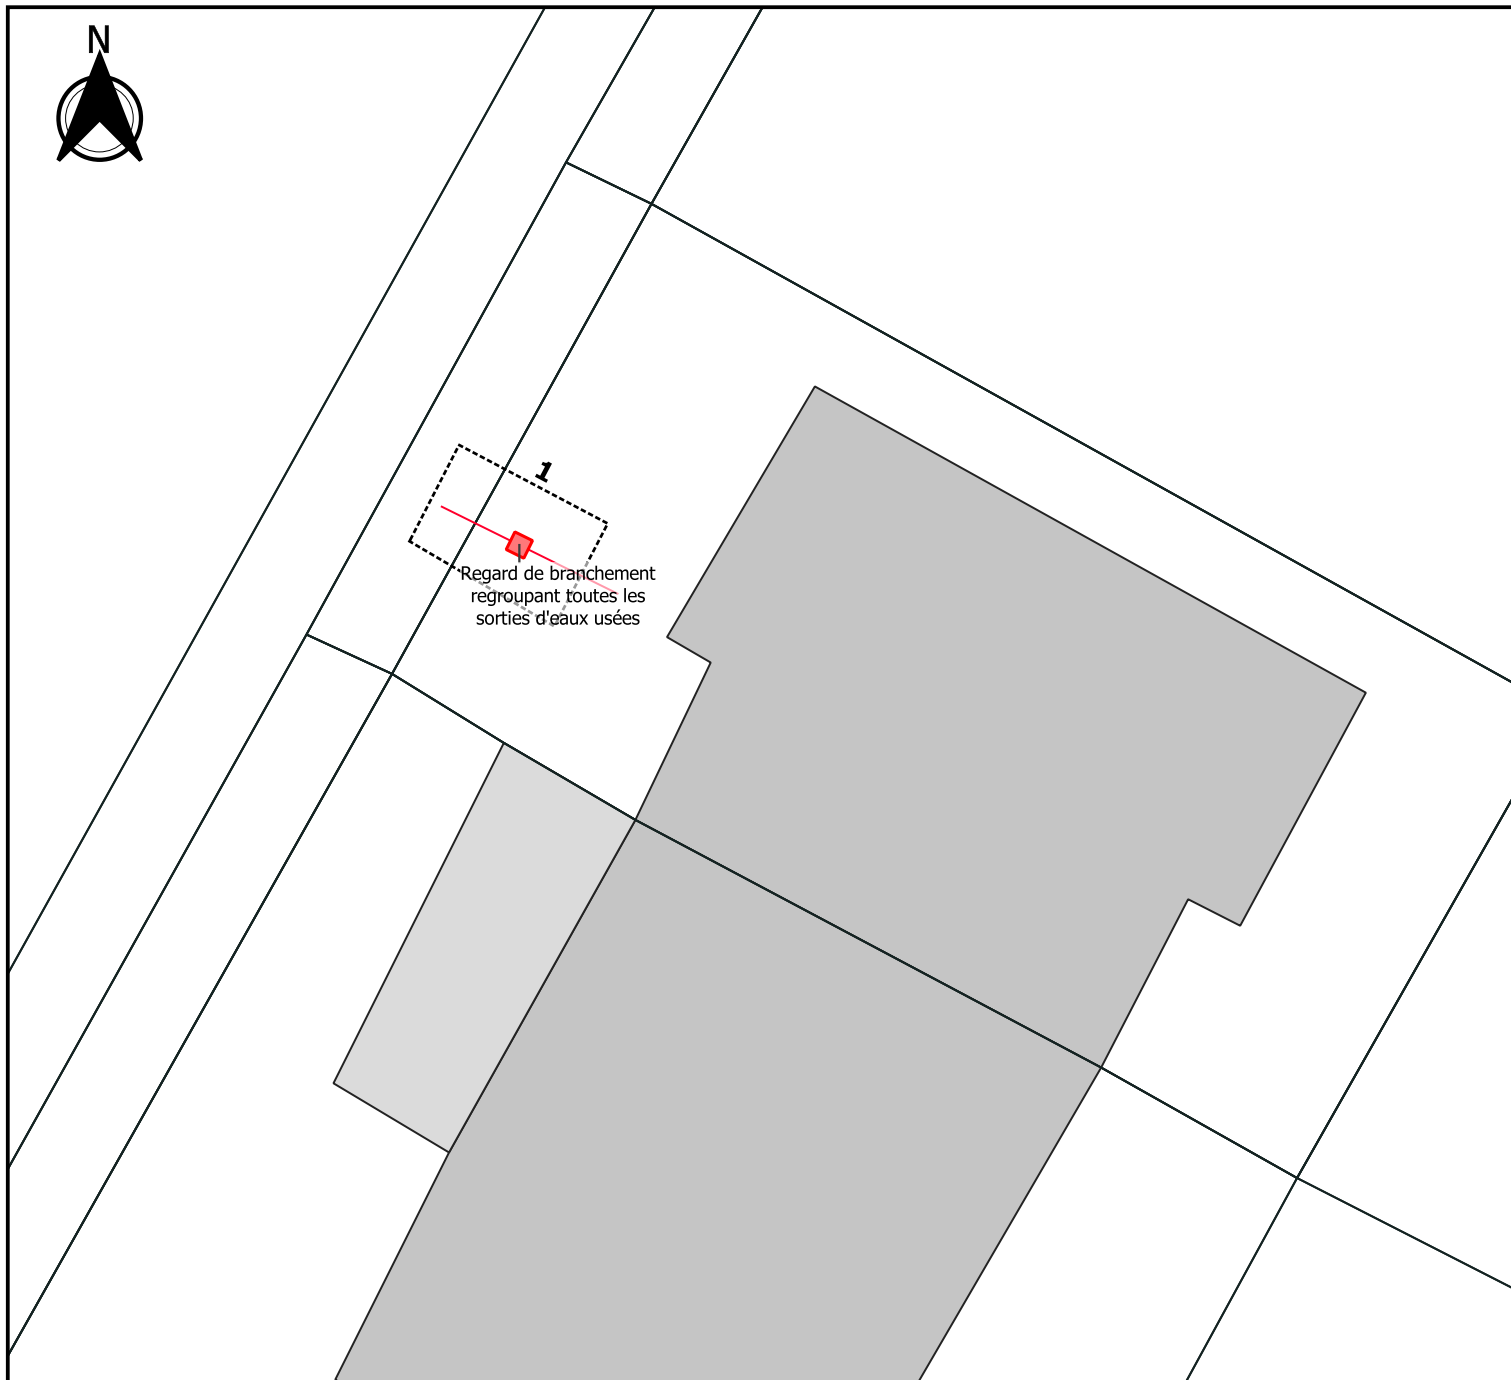 N
1
Regard de branchement
regroupant toutes les
sorties d'eaux usées